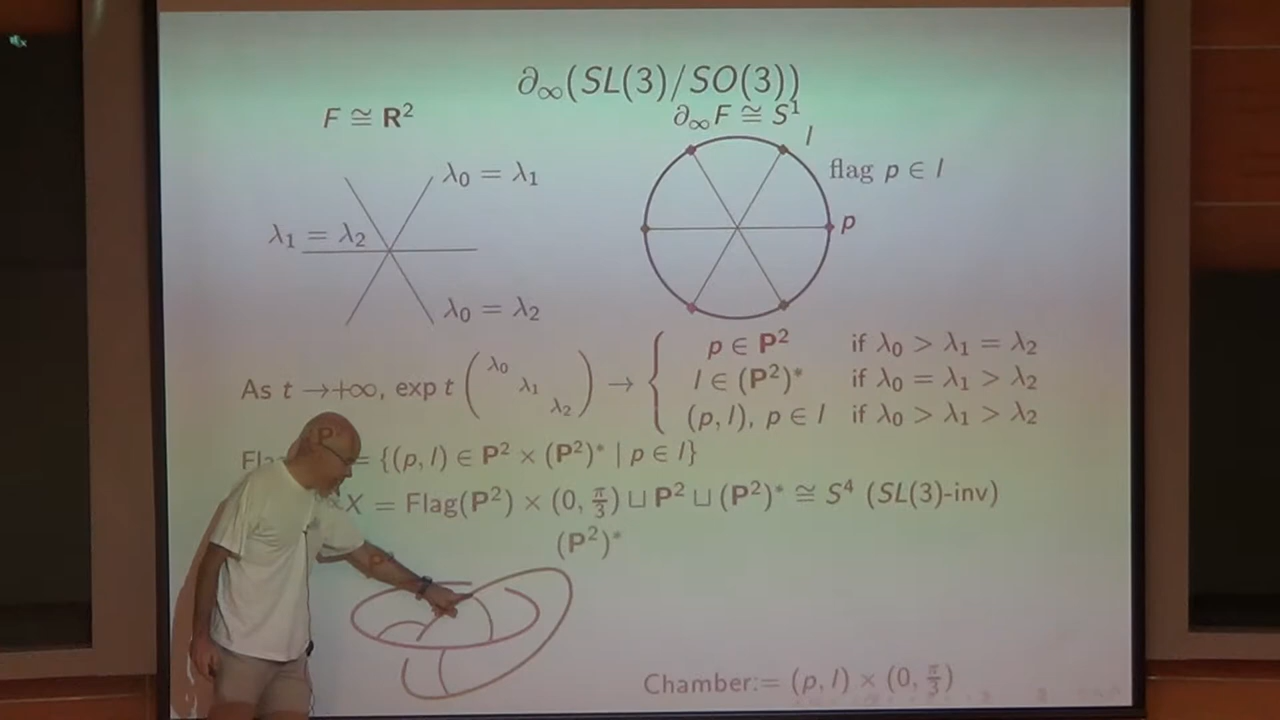 ∂∞(SL(3)/SO(3))
F ≅ R²
∂∞F ≅ S¹
l
λ₀ = λ₁
flag p ∈ l
λ₁ = λ₂
p
λ₀ = λ₂
As t →+∞, exp t ( λ₀ λ₁ λ₂ ) → {
p ∈ P² if λ₀ > λ₁ = λ₂
l ∈ (P²)* if λ₀ = λ₁ > λ₂
(p, l), p ∈ l if λ₀ > λ₁ > λ₂
= {(p, l) ∈ P² × (P²)* | p ∈ l}
X = Flag(P²) × (0, π/3) ⊔ P² ⊔ (P²)* ≅ S⁴ (SL(3)-inv)
(P²)*
Chamber:= (p, l) × (0, π/3)